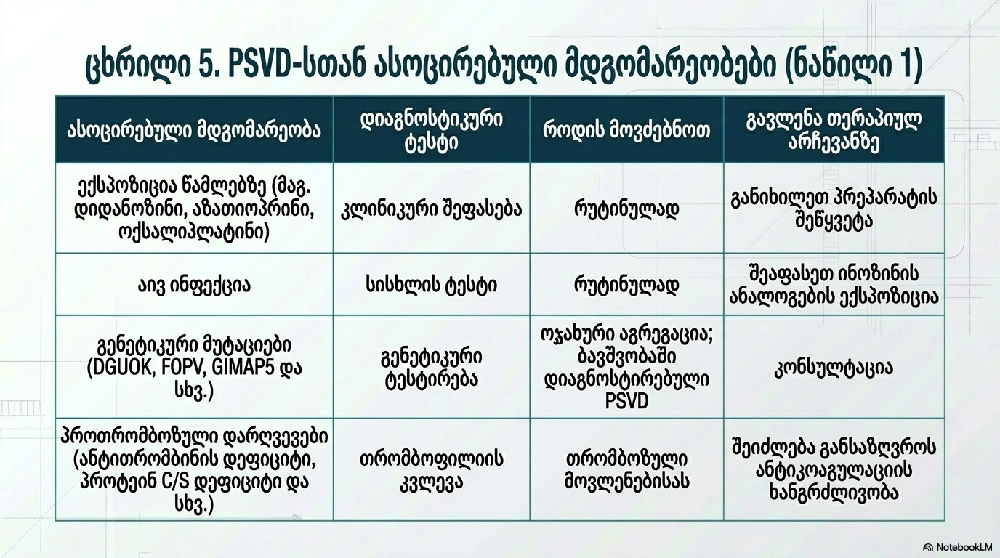 ცხრილი 5. PSVD-სთან ასოცირებული მდგომარეობები (ნაწილი 1)
ასოცირებული მდგომარეობა
დიაგნოსტიკური
ტესტი
როდის მოვძებნოთ
გავლენა თერაპიულ
არჩევანზე
ექსპოზიცია წამლებზე (მაგ.
დიდანოზინი, აზათიოპრინი,
ოქსალიპლატინი)
კლინიკური შეფასება
რუტინულად
განიხილეთ პრეპარატის
შეწყვეტა
აივ ინფექცია
სისხლის ტესტი
რუტინულად
შეაფასეთ ინოზინის
ანალოგების ექსპოზიცია
გენეტიკური მუტაციები
(DGUOK, FOPV, GIMAP5 და
სხვ.)
გენეტიკური
ტესტირება
ოჯახური აგრეგაცია;
ბავშვობაში
დიაგნოსტირებული
PSVD
კონსულტაცია
პროთრომბოზული დარღვევები
(ანტითრომბინის დეფიციტი,
პროტეინ C/S დეფიციტი და
სხვ.)
თრომბოფილიის
კვლევა
თრომბოზული
მოვლენებისას
შეიძლება განსაზღვროს
ანტიკოაგულაციის
ხანგრძლივობა
NotebookLM